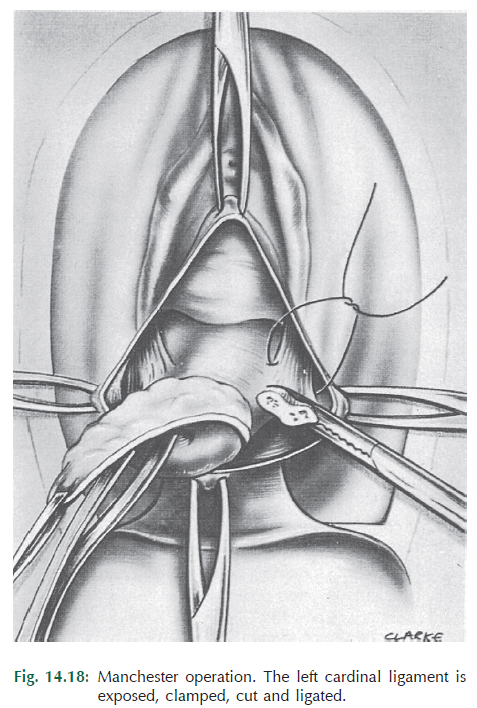 CLARKE
Fig. 14.18: Manchester operation. The left cardinal ligament is
exposed, clamped, cut and ligated.